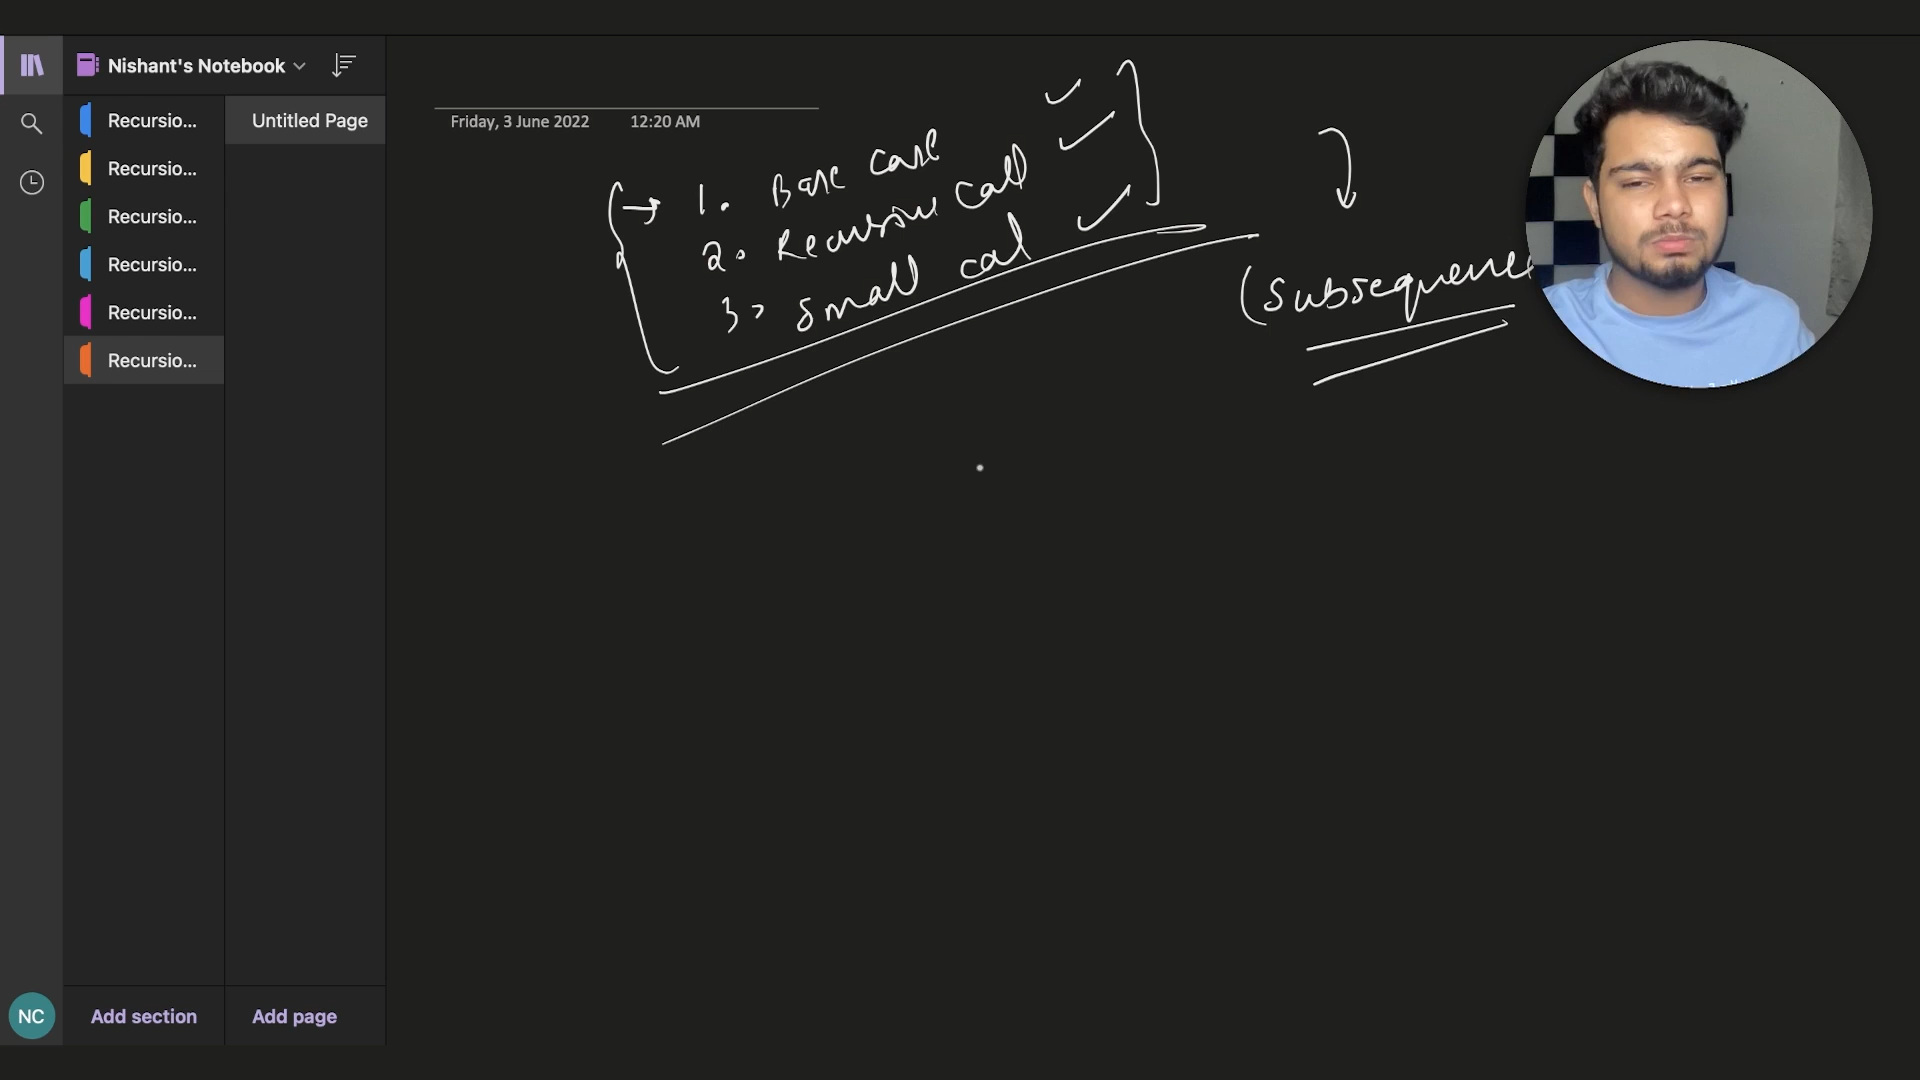 Nishant's Notebook
Recursio...
Recursio...
Recursio...
Recursio...
Recursio...
Recursio...
Untitled Page
Friday, 3 June 2022 12:20 AM
1. Base case
2. Recursive call
3. small cal
(subsequence
NC
Add section
Add page